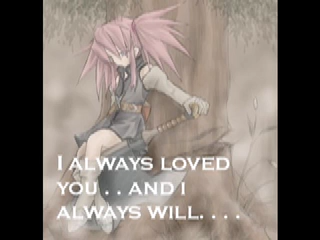 I ALWAYS LOVED
YOU . . AND I
ALWAYS WILL. . . .